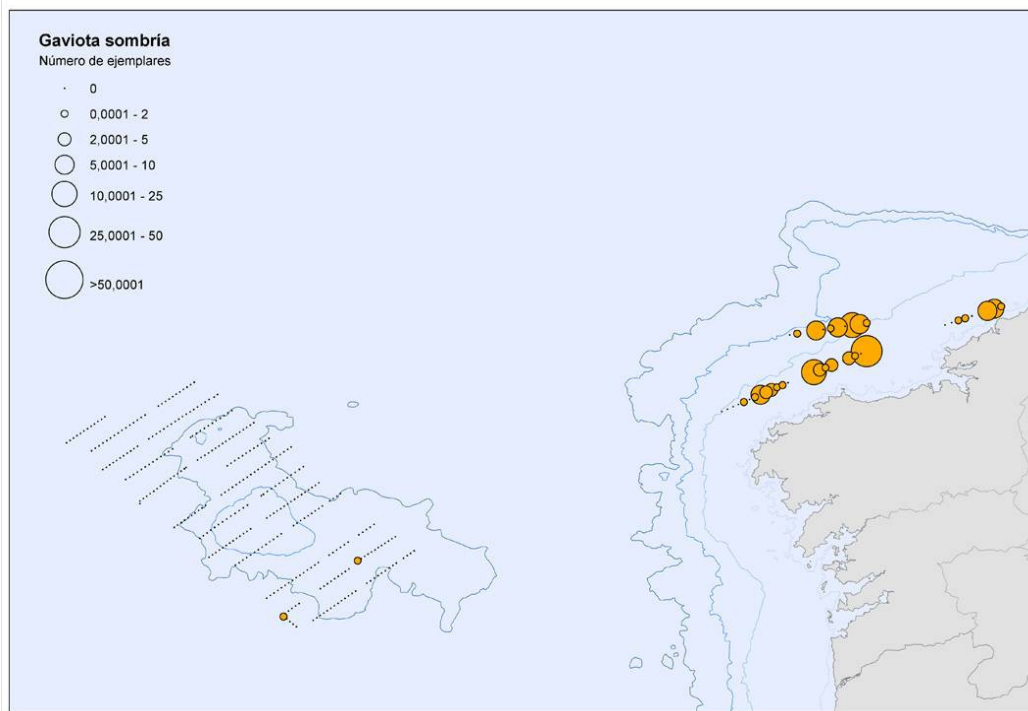 Gaviota sombría
Número de ejemplares
0
0,0001 - 2
2,0001 - 5
5,0001 - 10
10,0001 - 25
25,0001 - 50
>50,0001